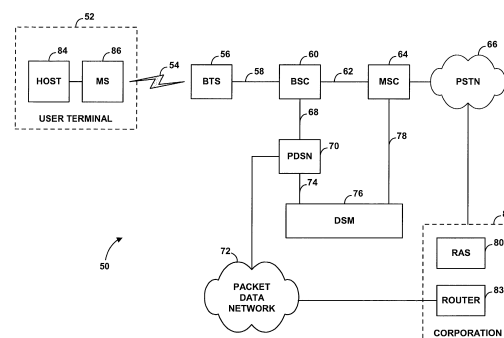 52
84
86
HOST
MS
USER TERMINAL
54
56
BTS
58
60
BSC
62
64
MSC
66
PSTN
68
78
PDSN
70
74
76
DSM
50
72
PACKET
DATA
NETWORK
RAS
80
ROUTER
83
CORPORATION